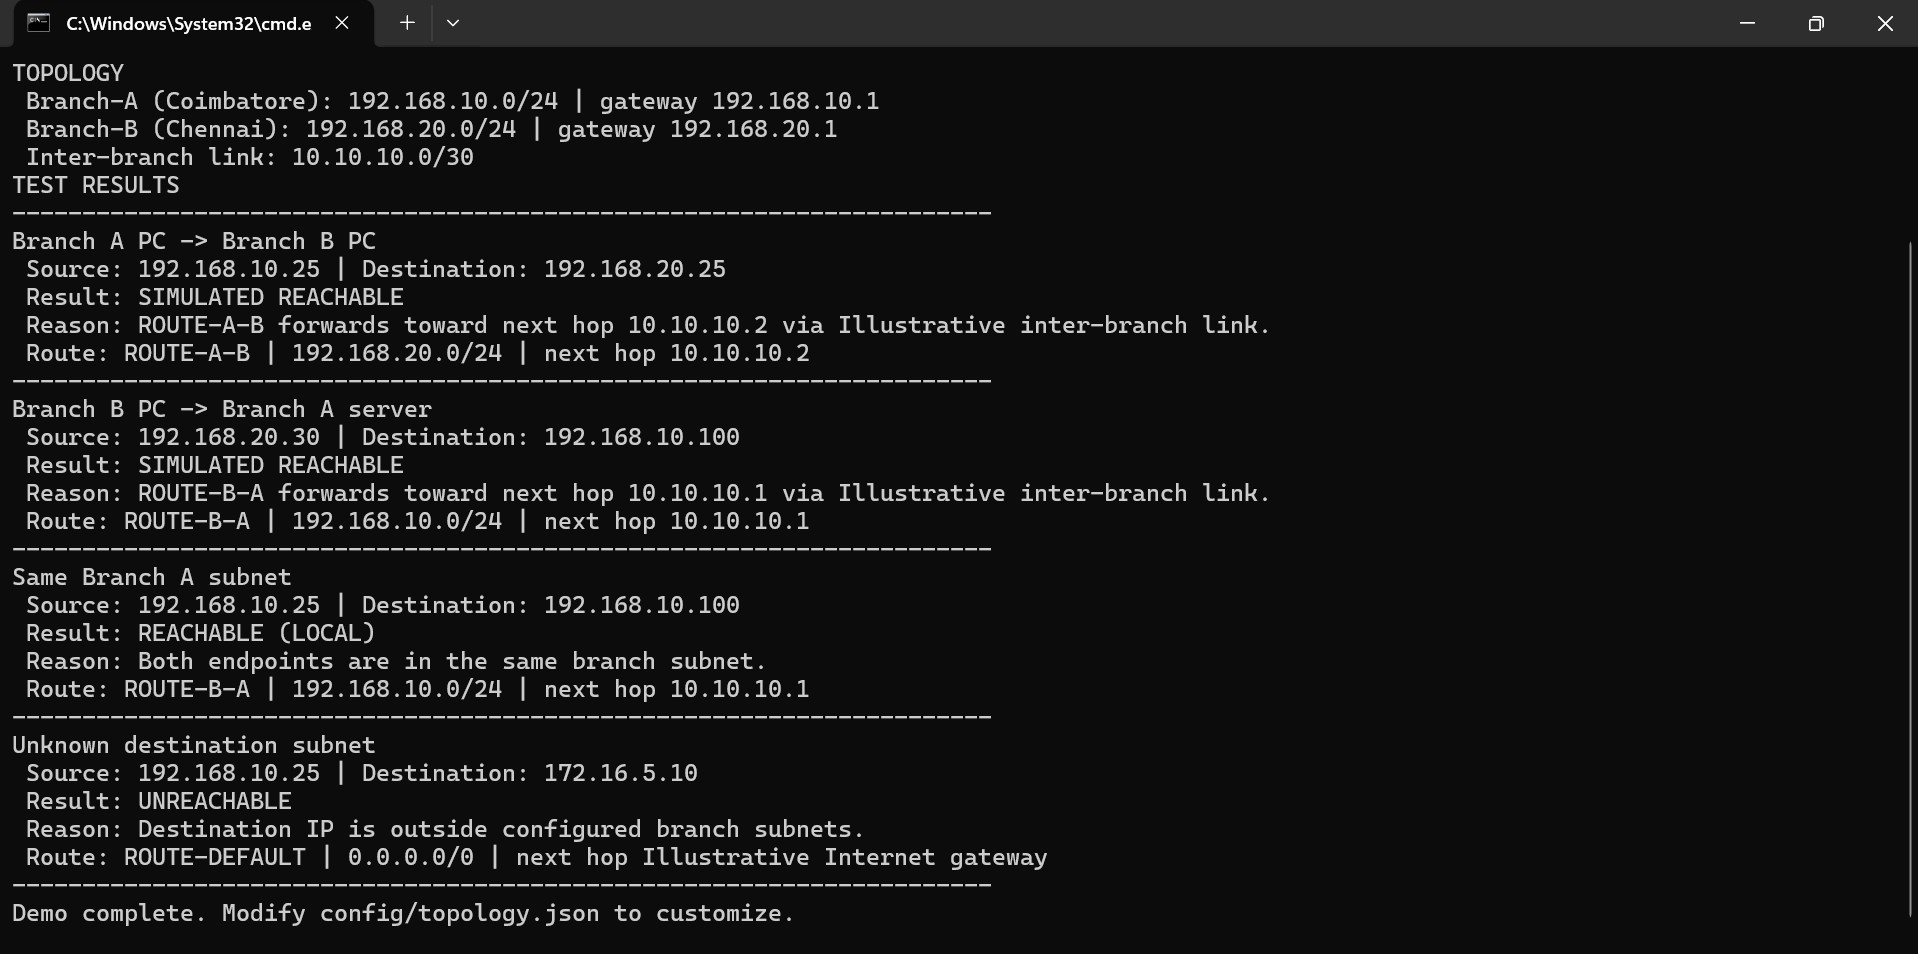 C:\Windows\System32\cmd.e
TOPOLOGY
Branch-A (Coimbatore): 192.168.10.0/24 | gateway 192.168.10.1
Branch-B (Chennai): 192.168.20.0/24 | gateway 192.168.20.1
Inter-branch link: 10.10.10.0/30
TEST RESULTS
----------------------------------------------------------------------
Branch A PC -> Branch B PC
Source: 192.168.10.25 | Destination: 192.168.20.25
Result: SIMULATED REACHABLE
Reason: ROUTE-A-B forwards toward next hop 10.10.10.2 via Illustrative inter-branch link.
Route: ROUTE-A-B | 192.168.20.0/24 | next hop 10.10.10.2
----------------------------------------------------------------------
Branch B PC -> Branch A server
Source: 192.168.20.30 | Destination: 192.168.10.100
Result: SIMULATED REACHABLE
Reason: ROUTE-B-A forwards toward next hop 10.10.10.1 via Illustrative inter-branch link.
Route: ROUTE-B-A | 192.168.10.0/24 | next hop 10.10.10.1
----------------------------------------------------------------------
Same Branch A subnet
Source: 192.168.10.25 | Destination: 192.168.10.100
Result: REACHABLE (LOCAL)
Reason: Both endpoints are in the same branch subnet.
Route: ROUTE-B-A | 192.168.10.0/24 | next hop 10.10.10.1
----------------------------------------------------------------------
Unknown destination subnet
Source: 192.168.10.25 | Destination: 172.16.5.10
Result: UNREACHABLE
Reason: Destination IP is outside configured branch subnets.
Route: ROUTE-DEFAULT | 0.0.0.0/0 | next hop Illustrative Internet gateway
----------------------------------------------------------------------
Demo complete. Modify config/topology.json to customize.